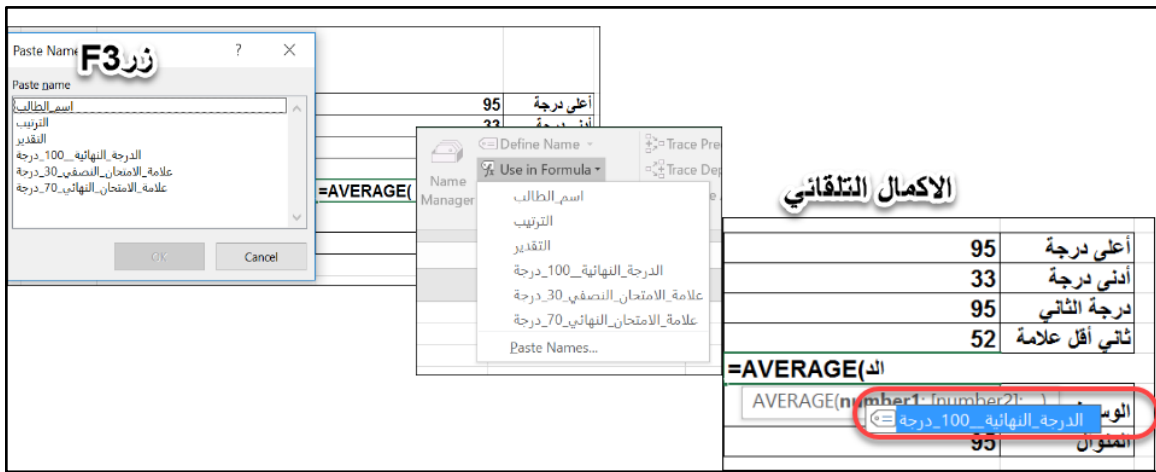 Paste Name
زر F3
?
Paste name
اسم_الطالب
الترتيب
التقدير
الدرجة_النهائية__100_درجة
علامة_الامتحان_النصفي_30_درجة
علامة_الامتحان_النهائي_70_درجة
OK
Cancel
أعلى درجة 95
أدنى درجة 33
=AVERAGE(
Name Manager
Define Name
Use in Formula
Trace Pre
Trace Dep
اسم_الطالب
الترتيب
التقدير
الدرجة_النهائية__100_درجة
علامة_الامتحان_النصفي_30_درجة
علامة_الامتحان_النهائي_70_درجة
Paste Names...
الاكمال التلقائي
أعلى درجة 95
أدنى درجة 33
درجة الثاني 95
ثاني أقل علامة 52
=AVERAGE(الد
AVERAGE(number1; [number2]; ...)
الوس
الدرجة_النهائية__100_درجة
المنوال 95